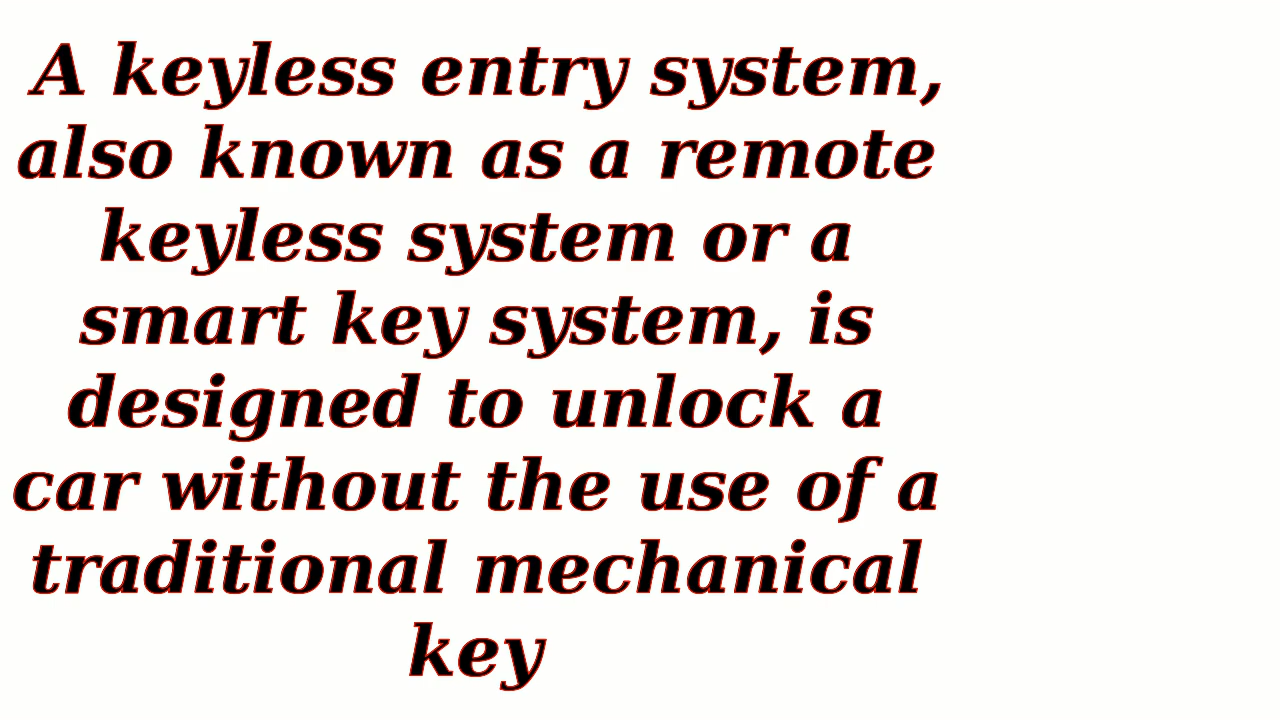 A keyless entry system,
also known as a remote
keyless system or a
smart key system, is
designed to unlock a
car without the use of a
traditional mechanical
key